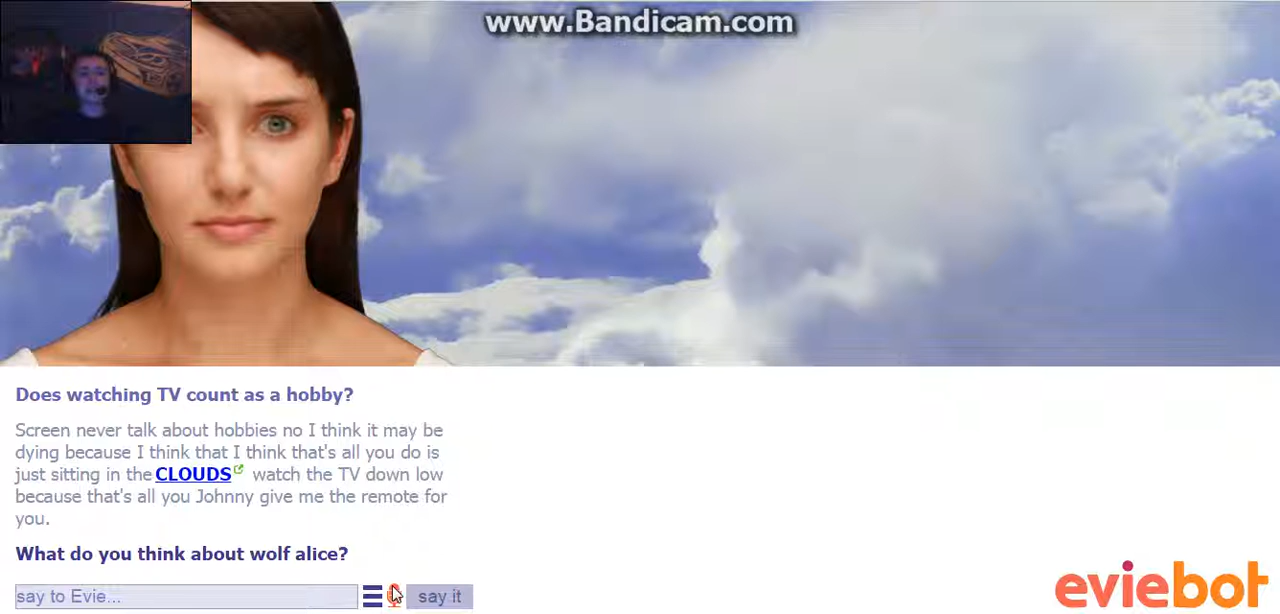 www.Bandicam.com
Does watching TV count as a hobby?
Screen never talk about hobbies no I think it may be
dying because I think that I think that's all you do is
just sitting in the CLOUDS watch the TV down low
because that's all you Johnny give me the remote for
you.
What do you think about wolf alice?
say to Evie...
say it
eviebot